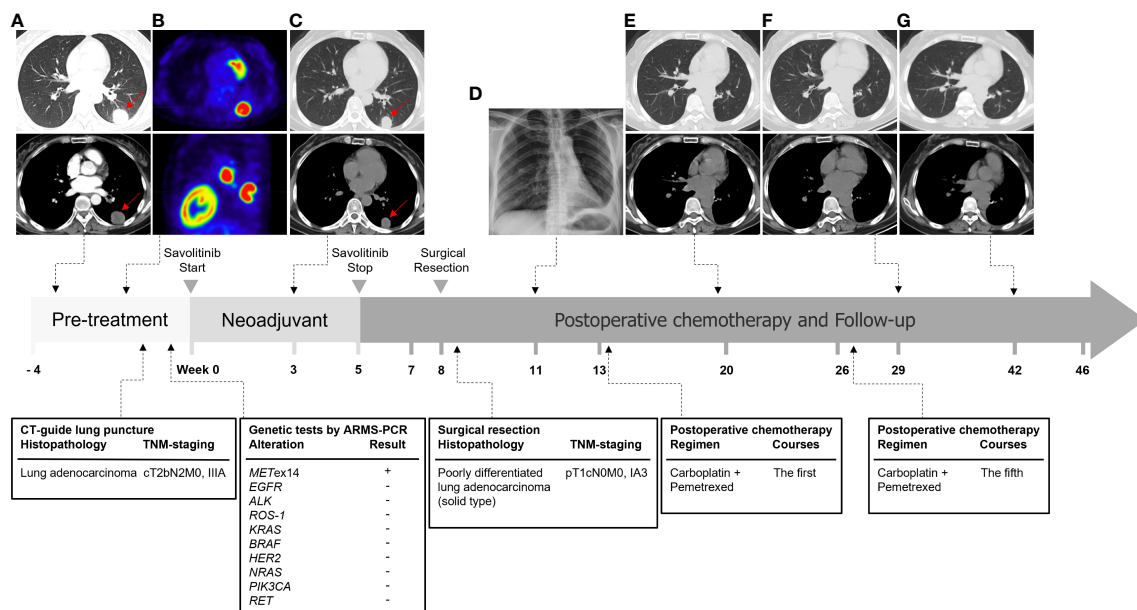 A B C D E F G
Savolitinib
Start
Savolitinib
Stop
Surgical
Resection
Pre-treatment Neoadjuvant Postoperative chemotherapy and Follow-up
- 4 Week 0 3 5 7 8 11 13 20 26 29 42 46
CT-guide lung puncture
Histopathology TNM-staging
Lung adenocarcinoma cT2bN2M0, IIIA
Genetic tests by ARMS-PCR
Alteration Result
METex14 +
EGFR -
ALK -
ROS-1 -
KRAS -
BRAF -
HER2 -
NRAS -
PIK3CA -
RET -
Surgical resection
Histopathology TNM-staging
Poorly differentiated pT1cN0M0, IA3
lung adenocarcinoma
(solid type)
Postoperative chemotherapy
Regimen Courses
Carboplatin + The first
Pemetrexed
Postoperative chemotherapy
Regimen Courses
Carboplatin + The fifth
Pemetrexed